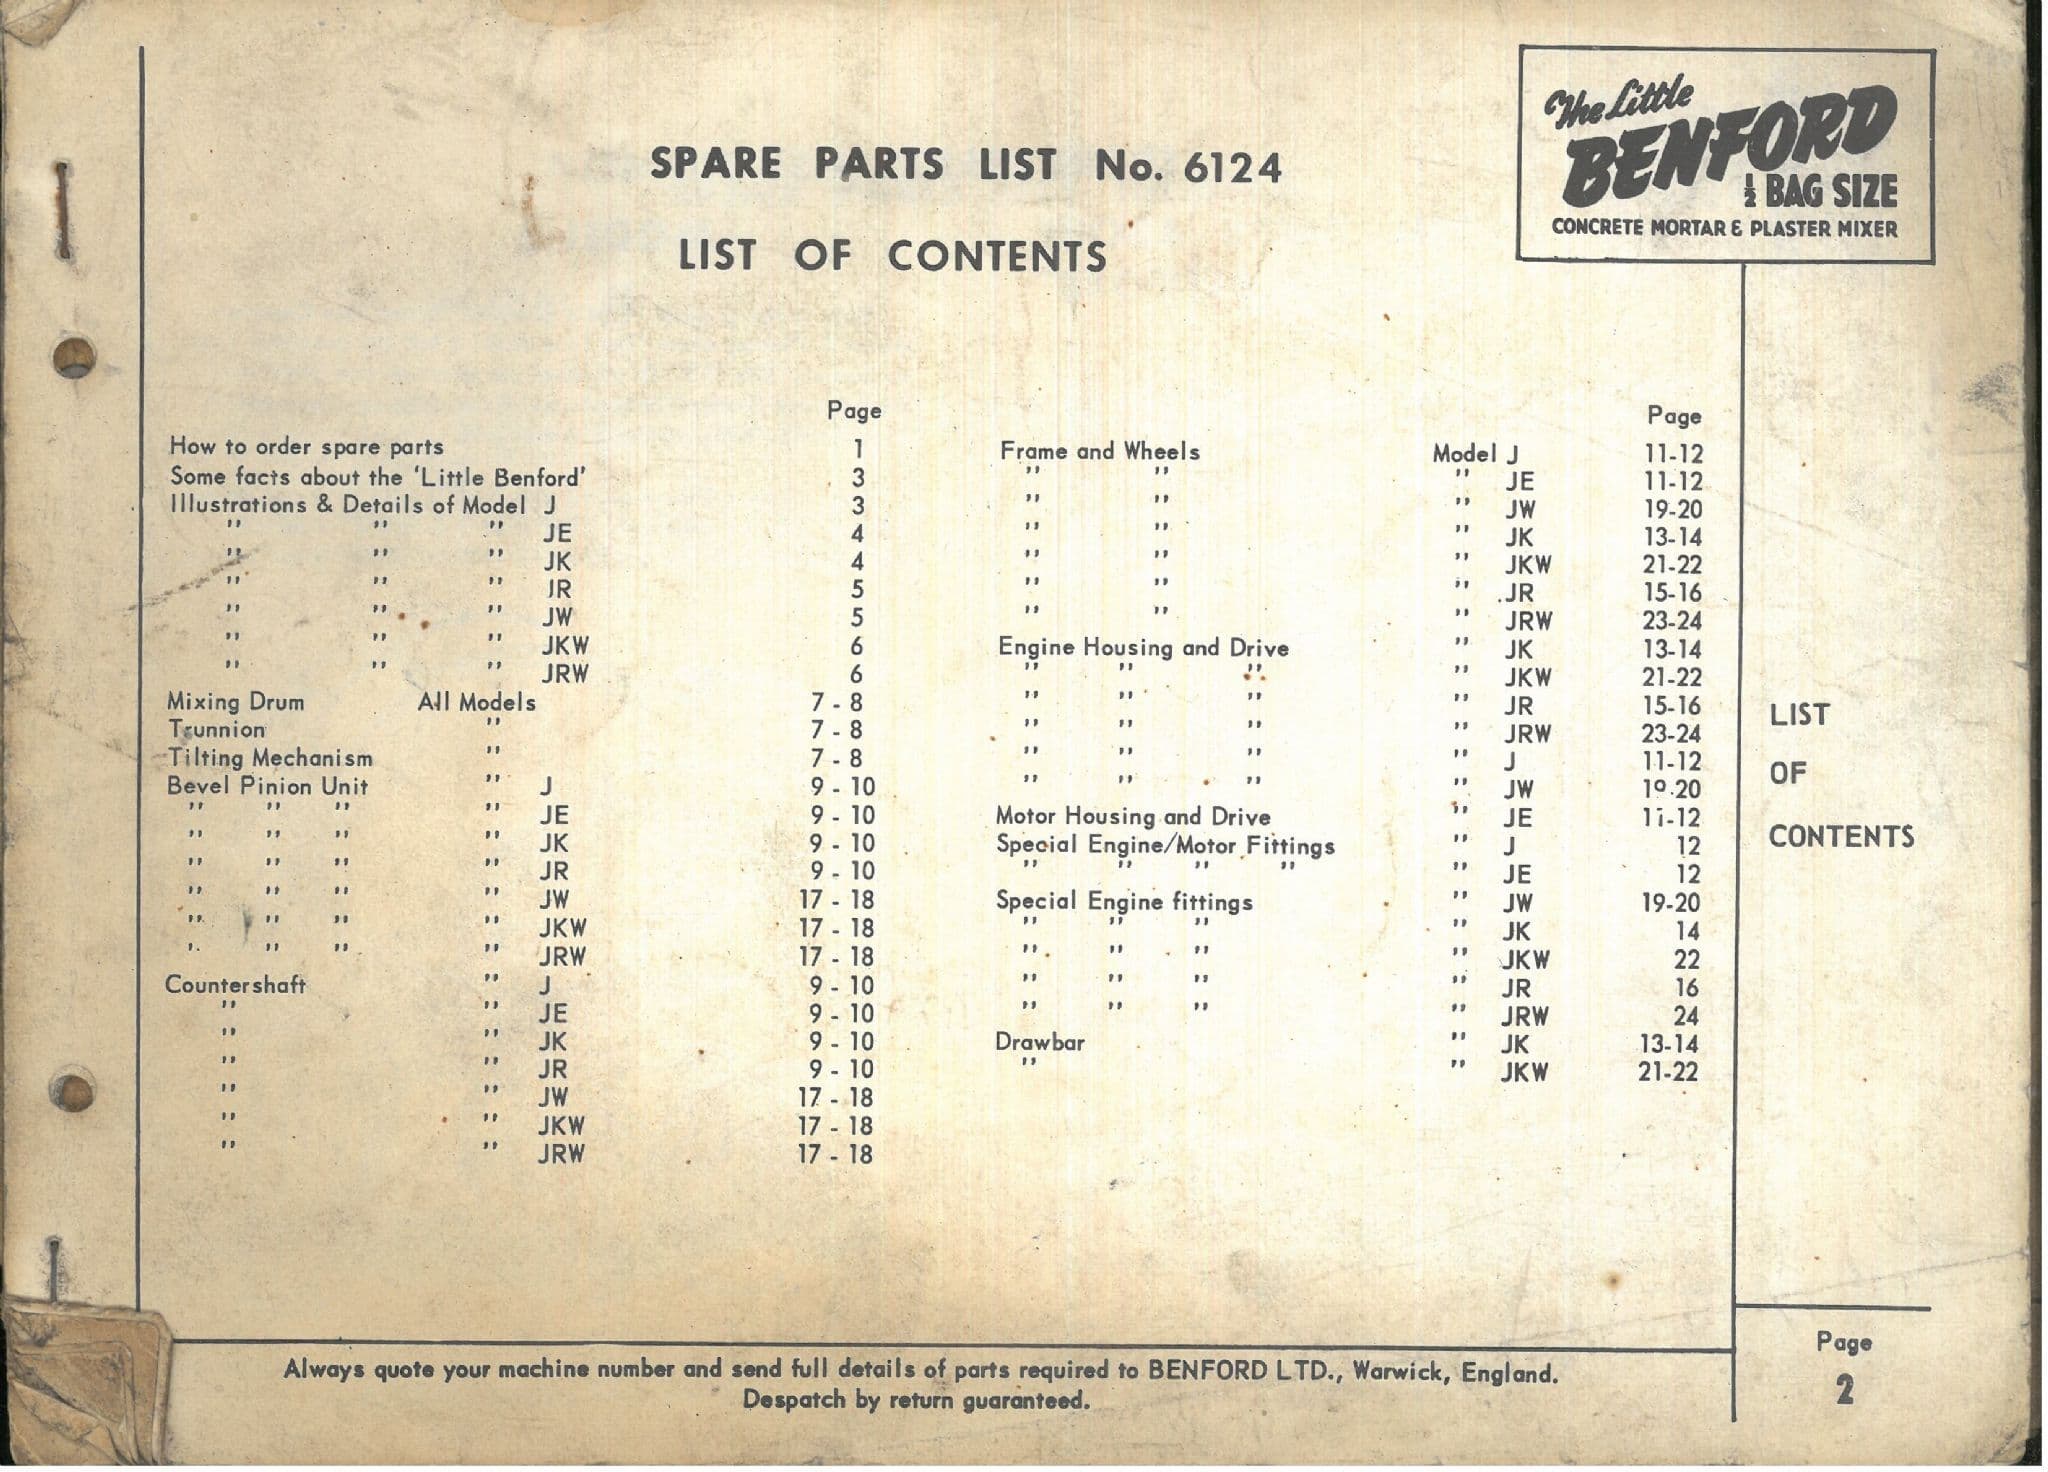 The Little
BENFORD
½ BAG SIZE
CONCRETE MORTAR & PLASTER MIXER
SPARE PARTS LIST No. 6124
LIST OF CONTENTS
Page
How to order spare parts 1
Some facts about the 'Little Benford' 3
Illustrations & Details of Model J 3
" " " JE 4
" " " JK 4
" " " JR 5
" " " JW 5
" " " JKW 6
" " " JRW 6
Mixing Drum All Models 7 - 8
Trunnion " 7 - 8
Tilting Mechanism " 7 - 8
Bevel Pinion Unit " J 9 - 10
" " " " JE 9 - 10
" " " " JK 9 - 10
" " " " JR 9 - 10
" " " " JW 17 - 18
" " " " JKW 17 - 18
" " " " JRW 17 - 18
Countershaft " J 9 - 10
" " JE 9 - 10
" " JK 9 - 10
" " JR 9 - 10
" " JW 17 - 18
" " JKW 17 - 18
" " JRW 17 - 18
Page
Frame and Wheels Model J 11-12
" " " JE 11-12
" " " JW 19-20
" " " JK 13-14
" " " JKW 21-22
" " " JR 15-16
" " " JRW 23-24
Engine Housing and Drive " JK 13-14
" " " " JKW 21-22
" " " " JR 15-16
" " " " JRW 23-24
" " " " J 11-12
" " " " JW 19-20
Motor Housing and Drive " JE 11-12
Special Engine/Motor Fittings " J 12
" " " " " JE 12
Special Engine fittings " JW 19-20
" " " " JK 14
" " " " JKW 22
" " " " JR 16
" " " " JRW 24
Drawbar " JK 13-14
" " JKW 21-22
LIST
OF
CONTENTS
Always quote your machine number and send full details of parts required to BENFORD LTD., Warwick, England.
Despatch by return guaranteed.
Page
2